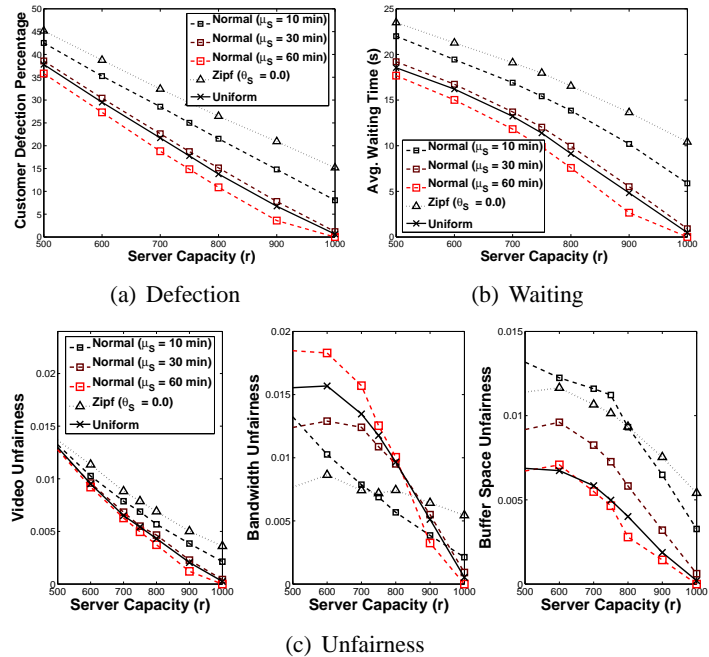 Customer Defection Percentage
50
45
40
35
30
25
20
15
10
5
0
Normal (μS = 10 min)
Normal (μS = 30 min)
Normal (μS = 60 min)
Zipf (θS = 0.0)
Uniform
500 600 700 800 900 1000
Server Capacity (r)
(a) Defection
Avg. Waiting Time (s)
25
20
15
10
5
0
Normal (μS = 10 min)
Normal (μS = 30 min)
Normal (μS = 60 min)
Zipf (θS = 0.0)
Uniform
500 600 700 800 900 1000
Server Capacity (r)
(b) Waiting
Video Unfairness
0.02
0.015
0.01
0.005
0
Normal (μS = 10 min)
Normal (μS = 30 min)
Normal (μS = 60 min)
Zipf (θS = 0.0)
Uniform
500 600 700 800 900 1000
Server Capacity (r)
Bandwidth Unfairness
0.02
0.015
0.01
0.005
0
500 600 700 800 900 1000
Server Capacity (r)
Buffer Space Unfairness
0.015
0.01
0.005
0
500 600 700 800 900 1000
Server Capacity (r)
(c) Unfairness